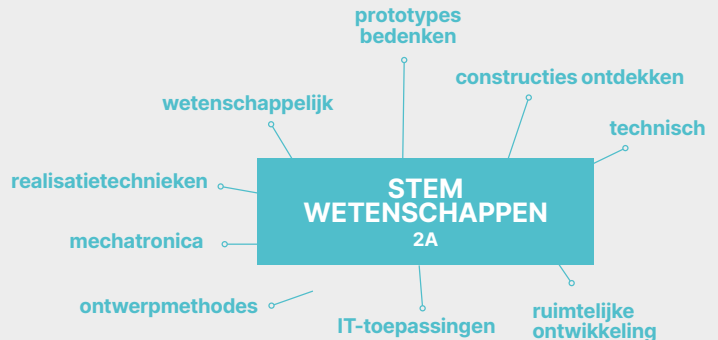 prototypes
bedenken
constructies ontdekken
wetenschappelijk
technisch
realisatietechnieken
STEM
WETENSCHAPPEN
2A
mechatronica
ontwerpmethodes
IT-toepassingen
ruimtelijke
ontwikkeling